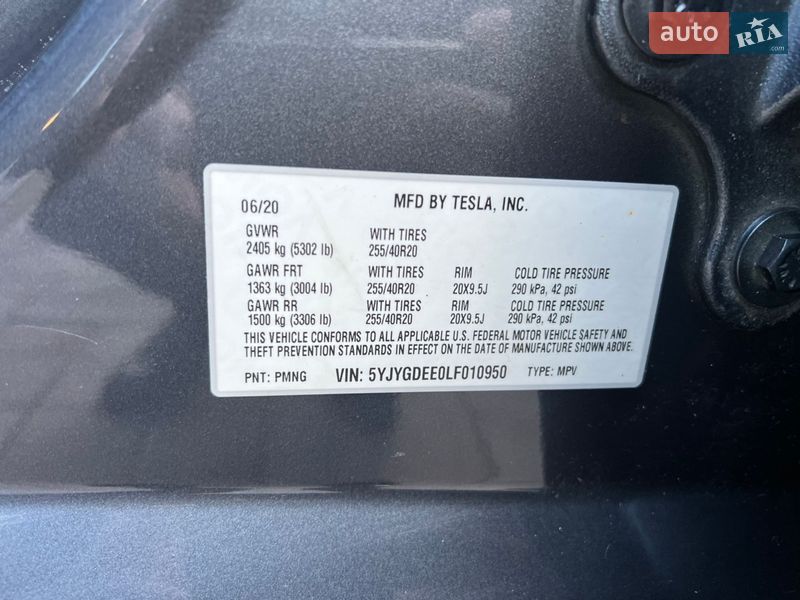 auto RIA .com
06/20 MFD BY TESLA, INC.
GVWR WITH TIRES
2405 kg (5302 lb) 255/40R20
GAWR FRT WITH TIRES RIM COLD TIRE PRESSURE
1363 kg (3004 lb) 255/40R20 20X9.5J 290 kPa, 42 psi
GAWR RR WITH TIRES RIM COLD TIRE PRESSURE
1500 kg (3306 lb) 255/40R20 20X9.5J 290 kPa, 42 psi
THIS VEHICLE CONFORMS TO ALL APPLICABLE U.S. FEDERAL MOTOR VEHICLE SAFETY AND
THEFT PREVENTION STANDARDS IN EFFECT ON THE DATE OF MANUFACTURE SHOWN ABOVE.
PNT: PMNG VIN: 5YJYGDEE0LF010950 TYPE: MPV